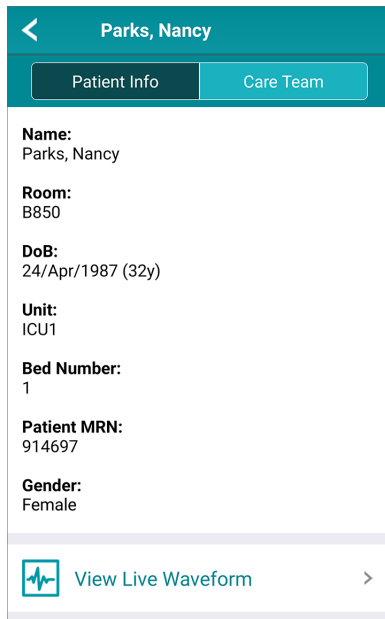 Parks, Nancy
Patient Info
Care Team
Name:
Parks, Nancy
Room:
B850
DoB:
24/Apr/1987 (32y)
Unit:
ICU1
Bed Number:
1
Patient MRN:
914697
Gender:
Female
View Live Waveform